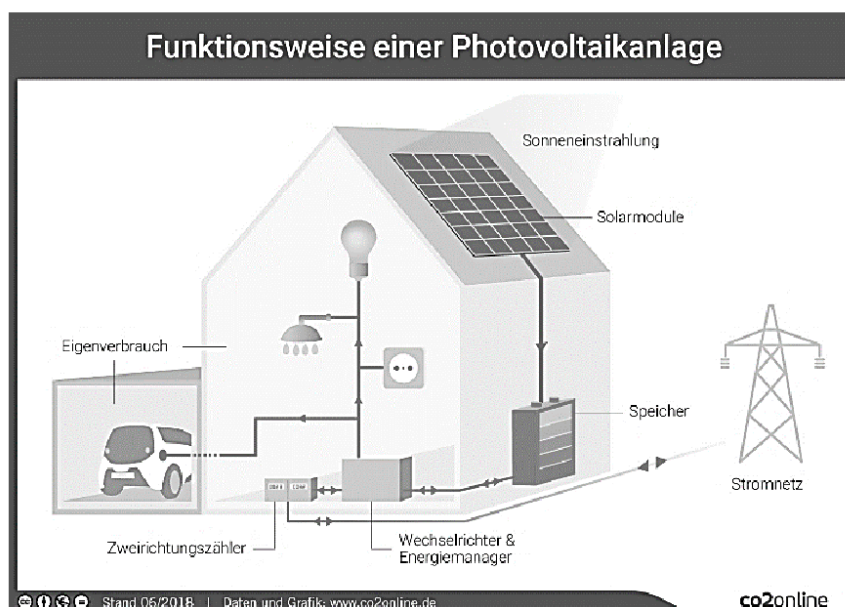 Funktionsweise einer Photovoltaikanlage
Sonneneinstrahlung
Solarmodule
Eigenverbrauch
Speicher
Stromnetz
Zweirichtungszähler
Wechselrichter &
Energiemanager
Stand 06/2018 | Daten und Grafik: www.co2online.de
co2online